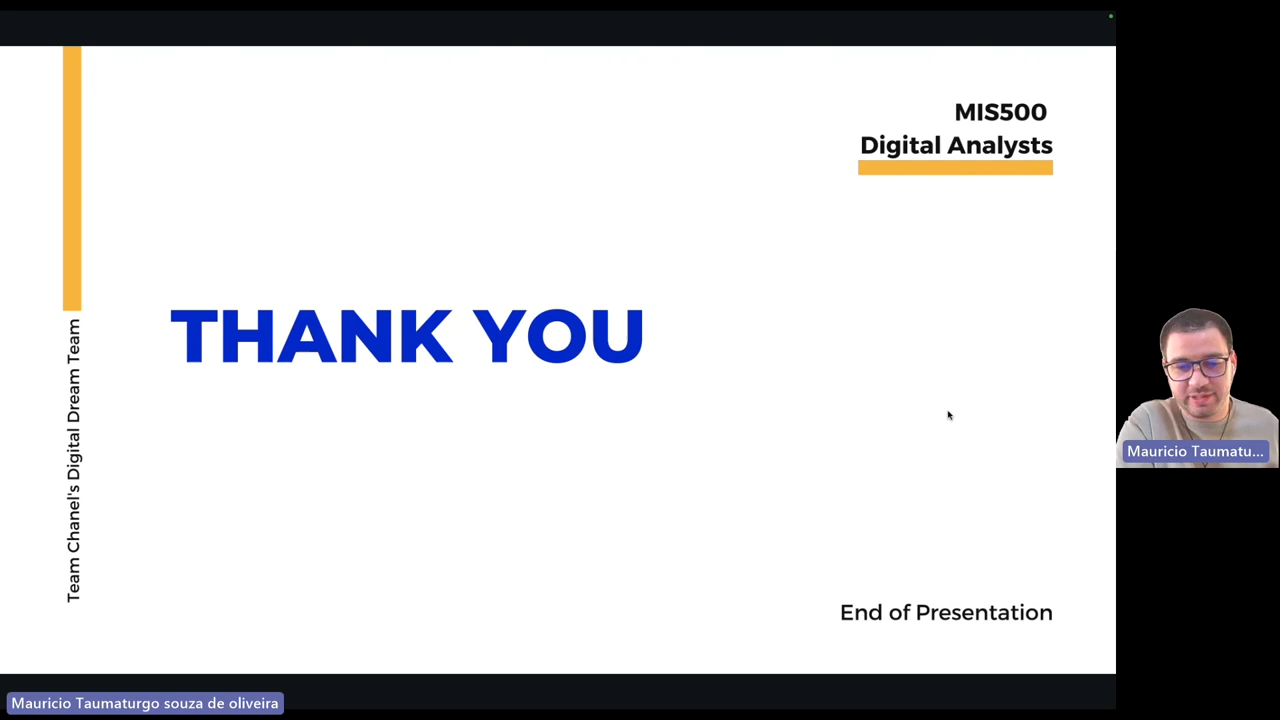 MIS500
Digital Analysts
THANK YOU
Team Chanel's Digital Dream Team
End of Presentation
Mauricio Taumatu...
Mauricio Taumaturgo souza de oliveira